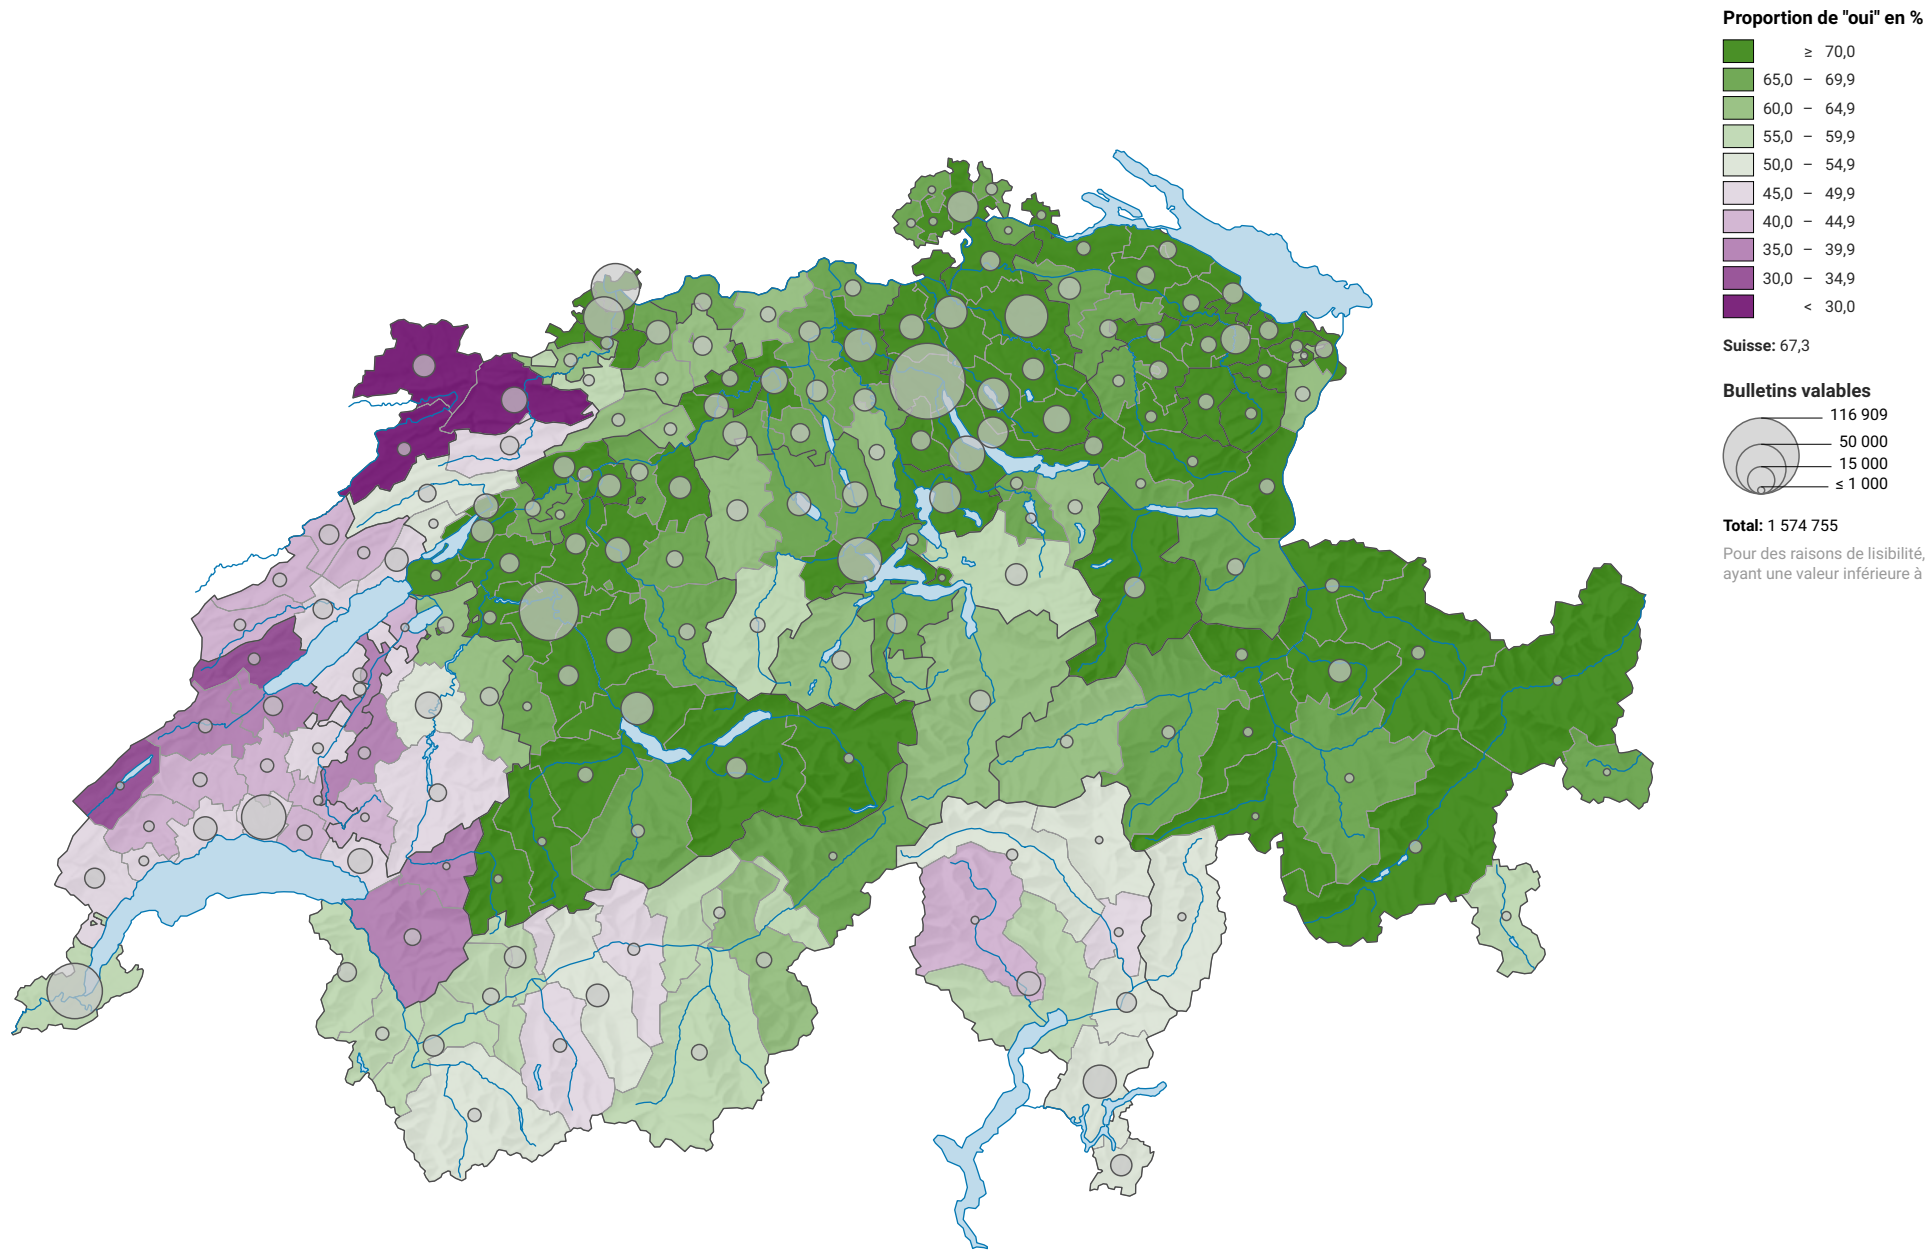 Proportion de "oui" en %
≥ 70,0
65,0 – 69,9
60,0 – 64,9
55,0 – 59,9
50,0 – 54,9
45,0 – 49,9
40,0 – 44,9
35,0 – 39,9
30,0 – 34,9
< 30,0
Suisse: 67,3
Bulletins valables
116 909
50 000
15 000
≤ 1 000
Total: 1 574 755
Pour des raisons de lisibilité,
ayant une valeur inférieure à